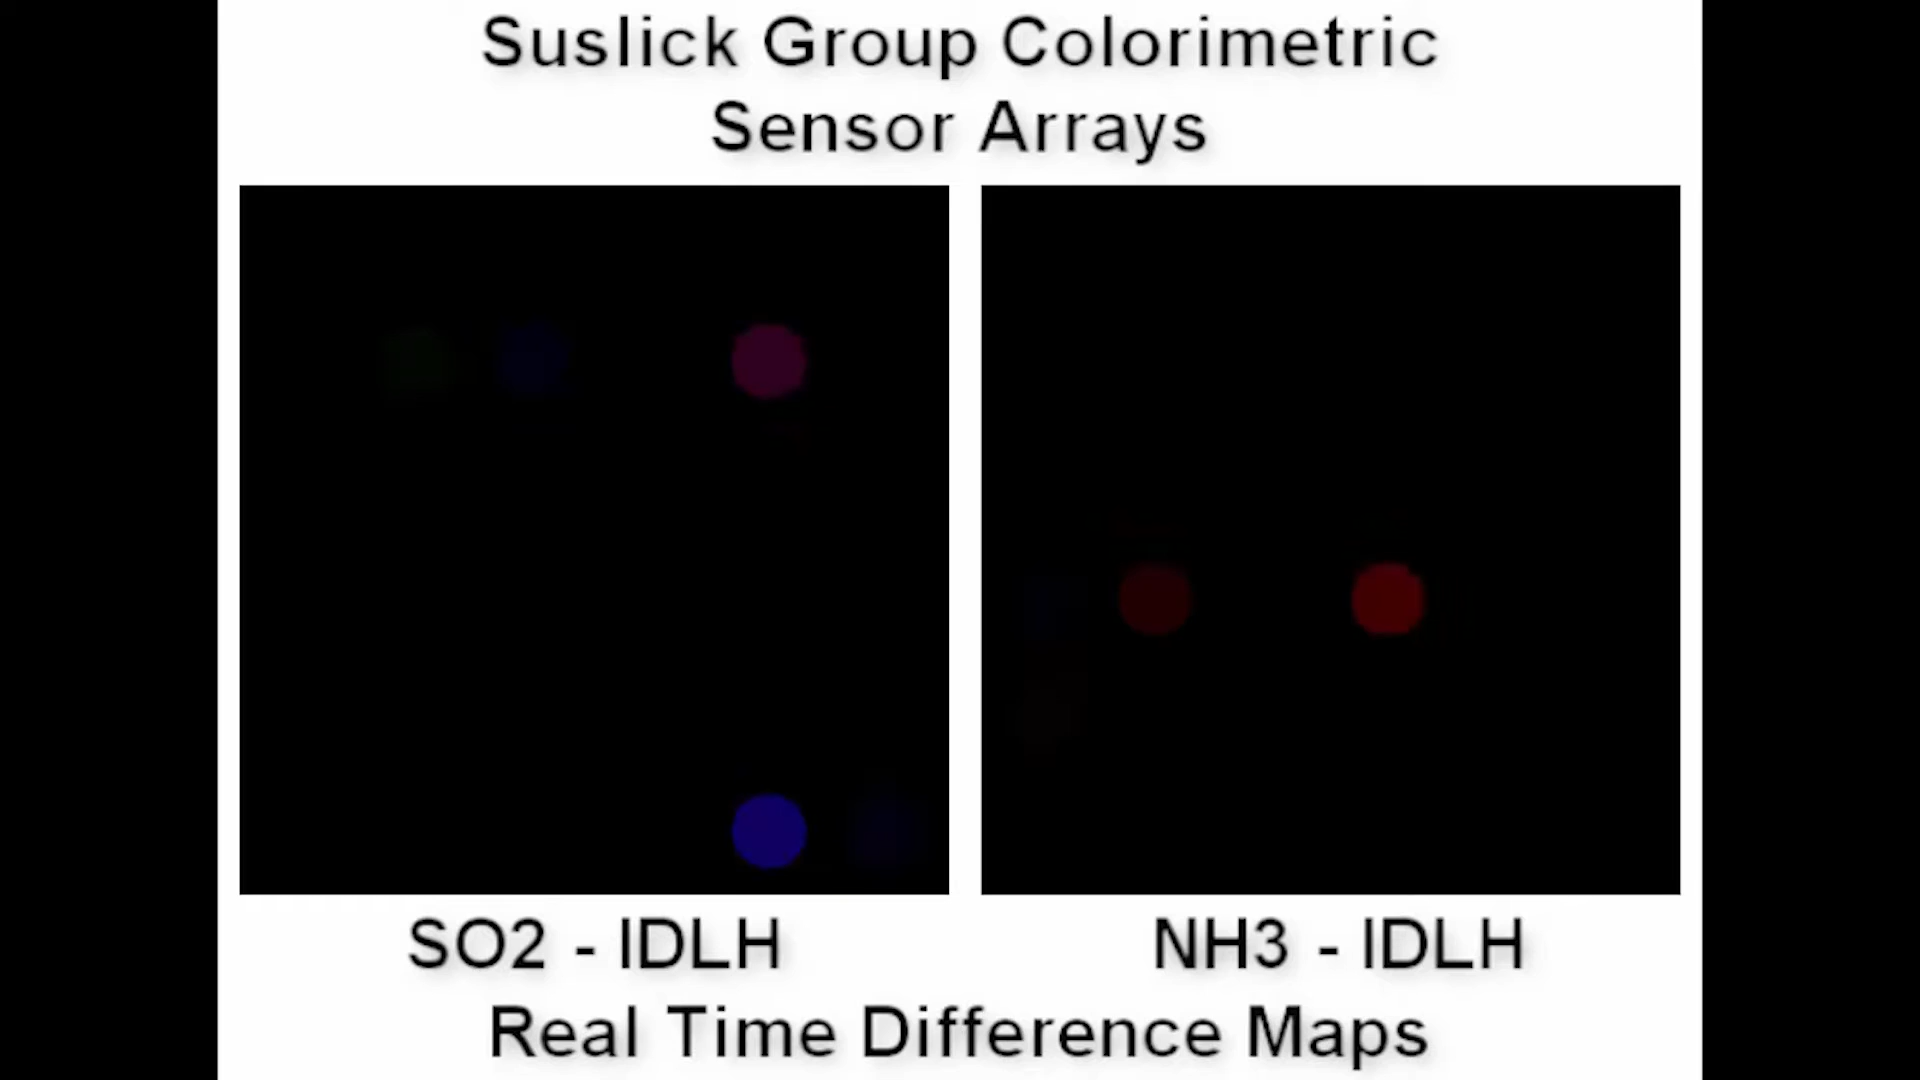 Suslick Group Colorimetric
Sensor Arrays
SO2 - IDLH
NH3 - IDLH
Real Time Difference Maps